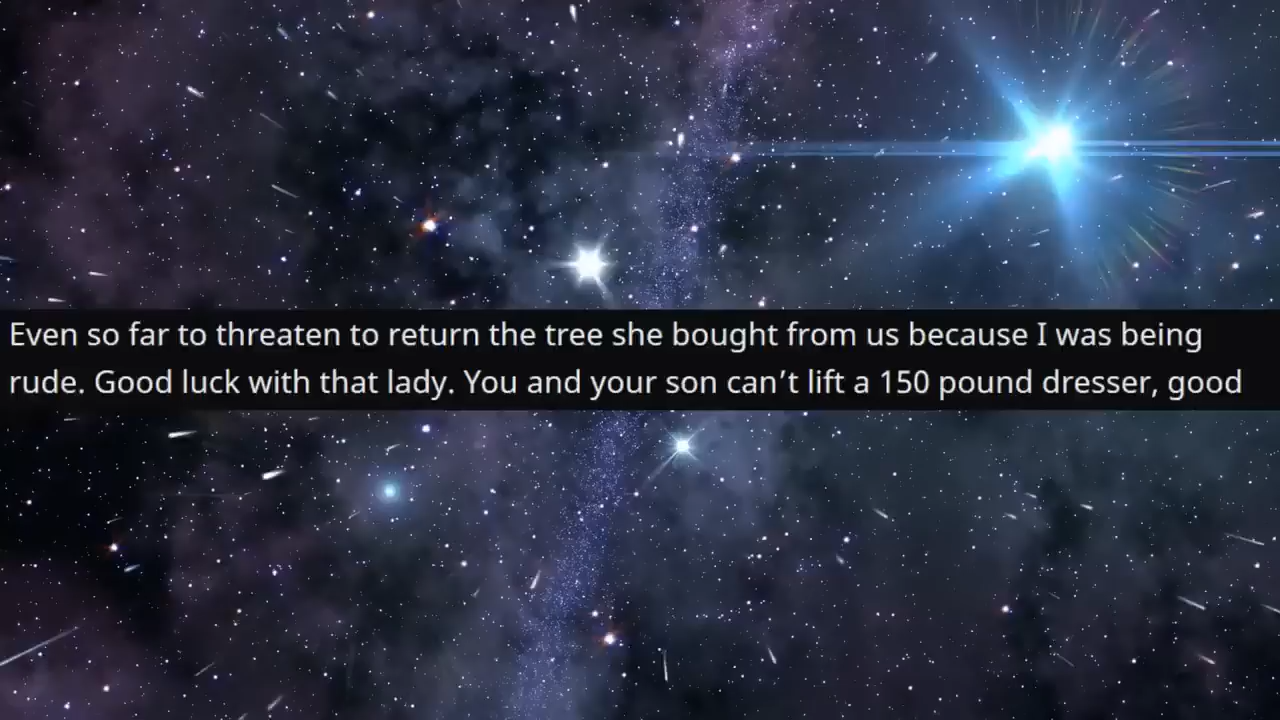 Even so far to threaten to return the tree she bought from us because I was being
rude. Good luck with that lady. You and your son can’t lift a 150 pound dresser, good